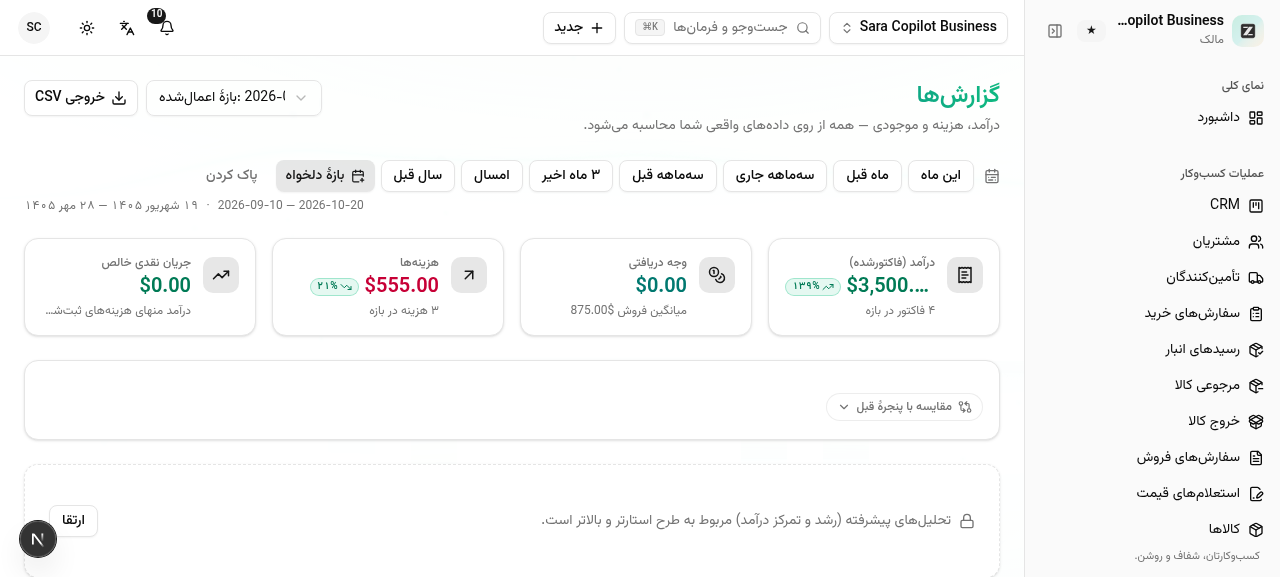 ...opilot Business
مالک
نمای کلی
داشبورد
عملیات کسب‌وکار
CRM
مشتریان
تأمین‌کنندگان
سفارش‌های خرید
رسیدهای انبار
مرجوعی کالا
خروج کالا
سفارش‌های فروش
استعلام‌های قیمت
کالاها
کسب‌وکارتان، شفاف و روشن.
Sara Copilot Business
جست‌وجو و فرمان‌ها ⌘K
جدید
10
SC
گزارش‌ها
درآمد، هزینه و موجودی — همه از روی داده‌های واقعی شما محاسبه می‌شود.
بازهٔ اعمال‌شده: 2026-
خروجی CSV
این ماه
ماه قبل
سه‌ماهه جاری
سه‌ماهه قبل
۳ ماه اخیر
امسال
سال قبل
بازهٔ دلخواه
پاک کردن
2026-09-10 — 2026-10-20 · ۱۹ شهریور ۱۴۰۵ — ۲۸ مهر ۱۴۰۵
درآمد (فاکتورشده)
$3,500.... ۱۳۹%
۴ فاکتور در بازه
وجه دریافتی
$0.00
میانگین فروش $875.00
هزینه‌ها
$555.00 ۲۱%
۳ هزینه در بازه
جریان نقدی خالص
$0.00
درآمد منهای هزینه‌های ثبت‌ش...
مقایسه با پنجرهٔ قبل
تحلیل‌های پیشرفته (رشد و تمرکز درآمد) مربوط به طرح استارتر و بالاتر است.
ارتقا
N